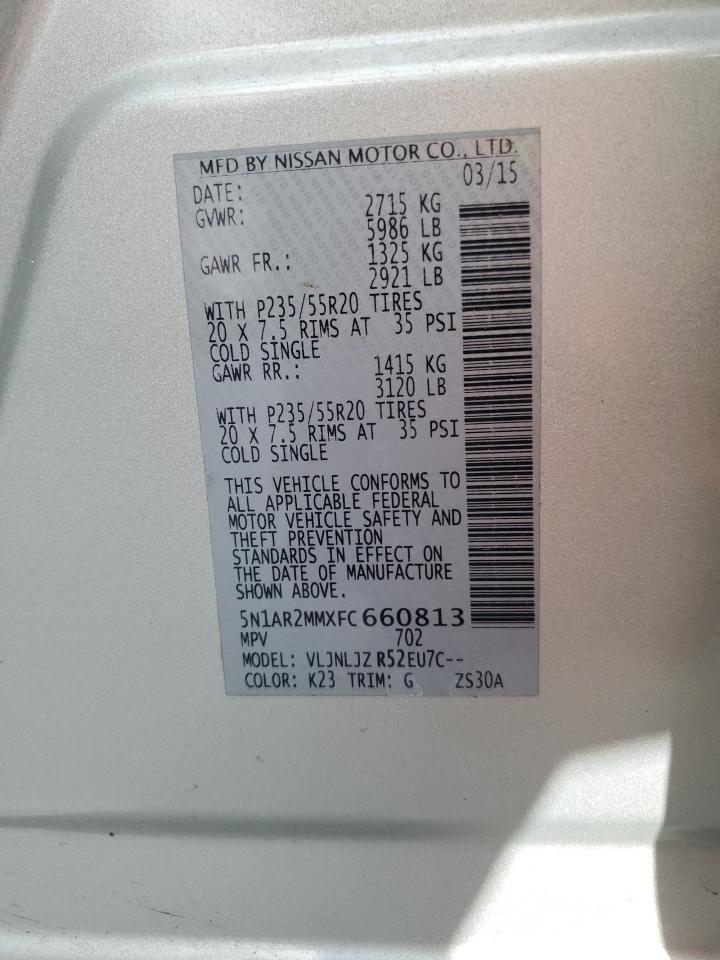 MFD BY NISSAN MOTOR CO., LTD.
DATE: 03/15
GVWR: 2715 KG
5986 LB
GAWR FR.: 1325 KG
2921 LB
WITH P235/55R20 TIRES
20 X 7.5 RIMS AT 35 PSI
COLD SINGLE
GAWR RR.: 1415 KG
3120 LB
WITH P235/55R20 TIRES
20 X 7.5 RIMS AT 35 PSI
COLD SINGLE
THIS VEHICLE CONFORMS TO
ALL APPLICABLE FEDERAL
MOTOR VEHICLE SAFETY AND
THEFT PREVENTION
STANDARDS IN EFFECT ON
THE DATE OF MANUFACTURE
SHOWN ABOVE.
5N1AR2MMXFC660813
MPV 702
MODEL: VLJNLJZ R52EU7C--
COLOR: K23 TRIM: G ZS30A